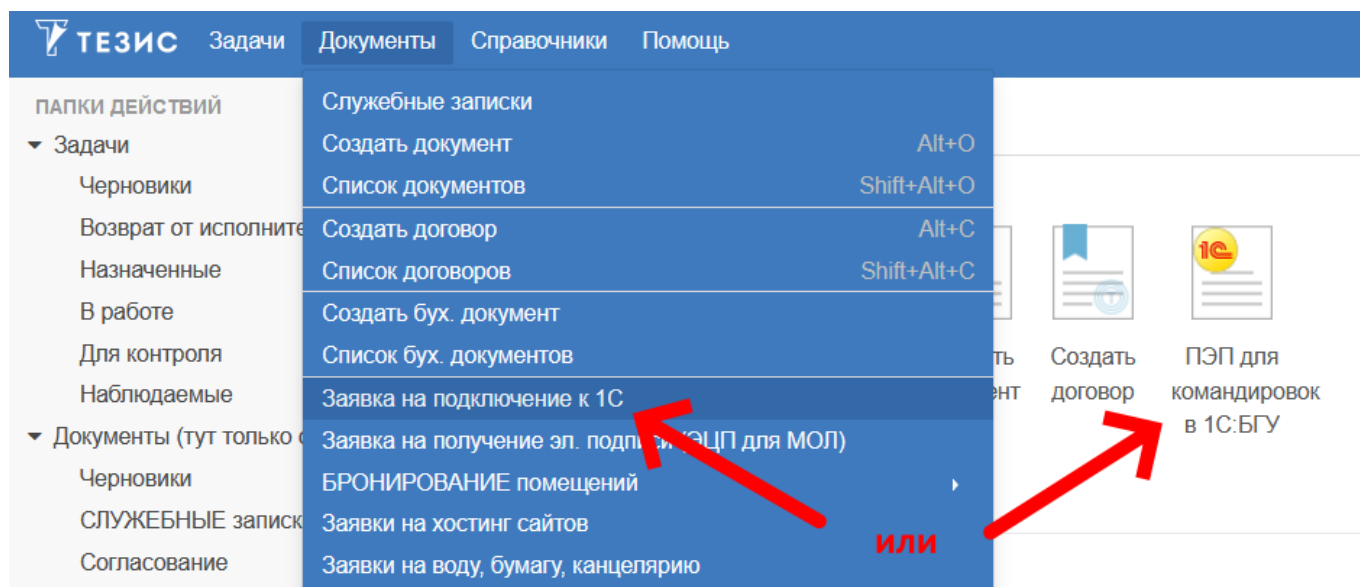 ТЕЗИС Задачи Документы Справочники Помощь
ПАПКИ ДЕЙСТВИЙ
Задачи
Черновики
Возврат от исполните
Назначенные
В работе
Для контроля
Наблюдаемые
Документы (тут только
Черновики
СЛУЖЕБНЫЕ записк
Согласование
Служебные записки
Создать документ Alt+O
Список документов Shift+Alt+O
Создать договор Alt+C
Список договоров Shift+Alt+C
Создать бух. документ
Список бух. документов
Заявка на подключение к 1С
Заявка на получение эл. подписи (ЭЦП для МОЛ)
БРОНИРОВАНИЕ помещений
Заявки на хостинг сайтов
Заявки на воду, бумагу, канцелярию
ть
ент
Создать
договор
1С
ПЭП для
командировок
в 1С:БГУ
или